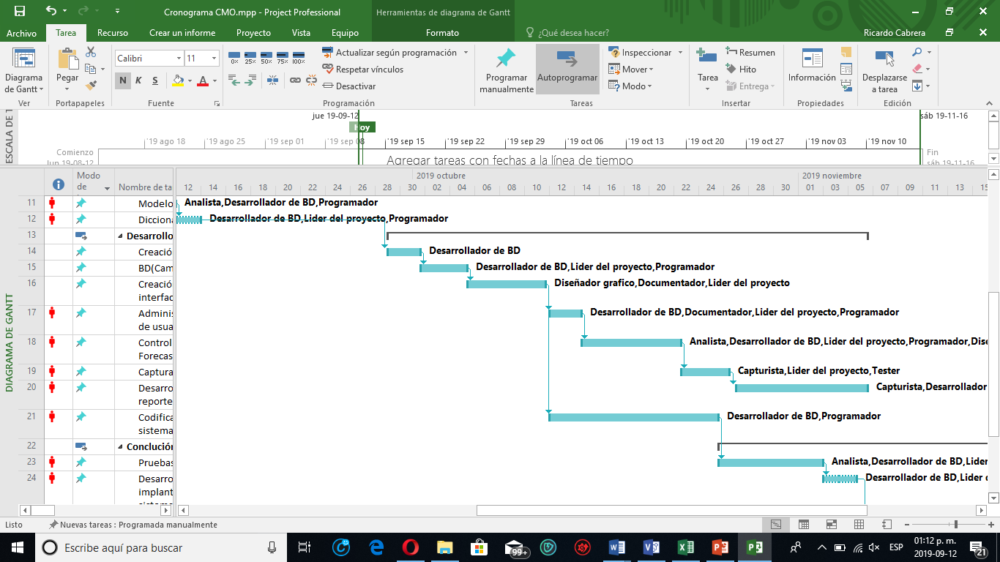 Cronograma CMO.mpp - Project Professional
Herramientas de diagrama de Gantt
Archivo Tarea Recurso Crear un informe Proyecto Vista Equipo Formato ¿Qué desea hacer? Ricardo Cabrera
Diagrama de Gantt
Pegar
Portapapeles
Calibri 11
N K S
Fuente
0% 25% 50% 75% 100%
Actualizar según programación
Respetar vínculos
Desactivar
Programación
Programar manualmente
Autoprogramar
Inspeccionar
Mover
Modo
Tareas
Tarea
Resumen
Hito
Entrega
Insertar
Información
Propiedades
Desplazarse a tarea
Edición
Ver
ESCALA DE T
jue 19-09-12 sáb 19-11-16
Hoy
'19 ago 18 '19 ago 25 '19 sep 01 '19 sep 08 '19 sep 15 '19 sep 22 '19 sep 29 '19 oct 06 '19 oct 13 '19 oct 20 '19 oct 27 '19 nov 03 '19 nov 10
Comienzo
lun 19-08-12
Agregar tareas con fechas a la línea de tiempo
Fin
sáb 19-11-16
DIAGRAMA DE GANTT
Modo de
Nombre de ta
2019 octubre 2019 noviembre
12 14 16 18 20 22 24 26 28 30 02 04 06 08 10 12 14 16 18 20 22 24 26 28 30 01 03 05 07 09 11 13 15
11 Modelo Analista,Desarrollador de BD,Programador
12 Dicciona Desarrollador de BD,Lider del proyecto,Programador
13 Desarrollo
14 Creación Desarrollador de BD
15 BD(Cam Desarrollador de BD,Lider del proyecto,Programador
16 Creación Diseñador grafico,Documentador,Lider del proyecto
interfac
17 Adminis Desarrollador de BD,Documentador,Lider del proyecto,Programador
de usua
18 Control Analista,Desarrollador de BD,Lider del proyecto,Programador,Dise
Forecas
19 Captura Capturista,Lider del proyecto,Tester
20 Desarro Capturista,Desarrollador
reporte
21 Codifica Desarrollador de BD,Programador
sistema
22 Conclución
23 Pruebas Analista,Desarrollador de BD,Lider
24 Desarro Desarrollador de BD,Lider d
implant
Listo Nuevas tareas : Programada manualmente
Escribe aquí para buscar
99+
ESP
01:12 p. m.
2019-09-12
21